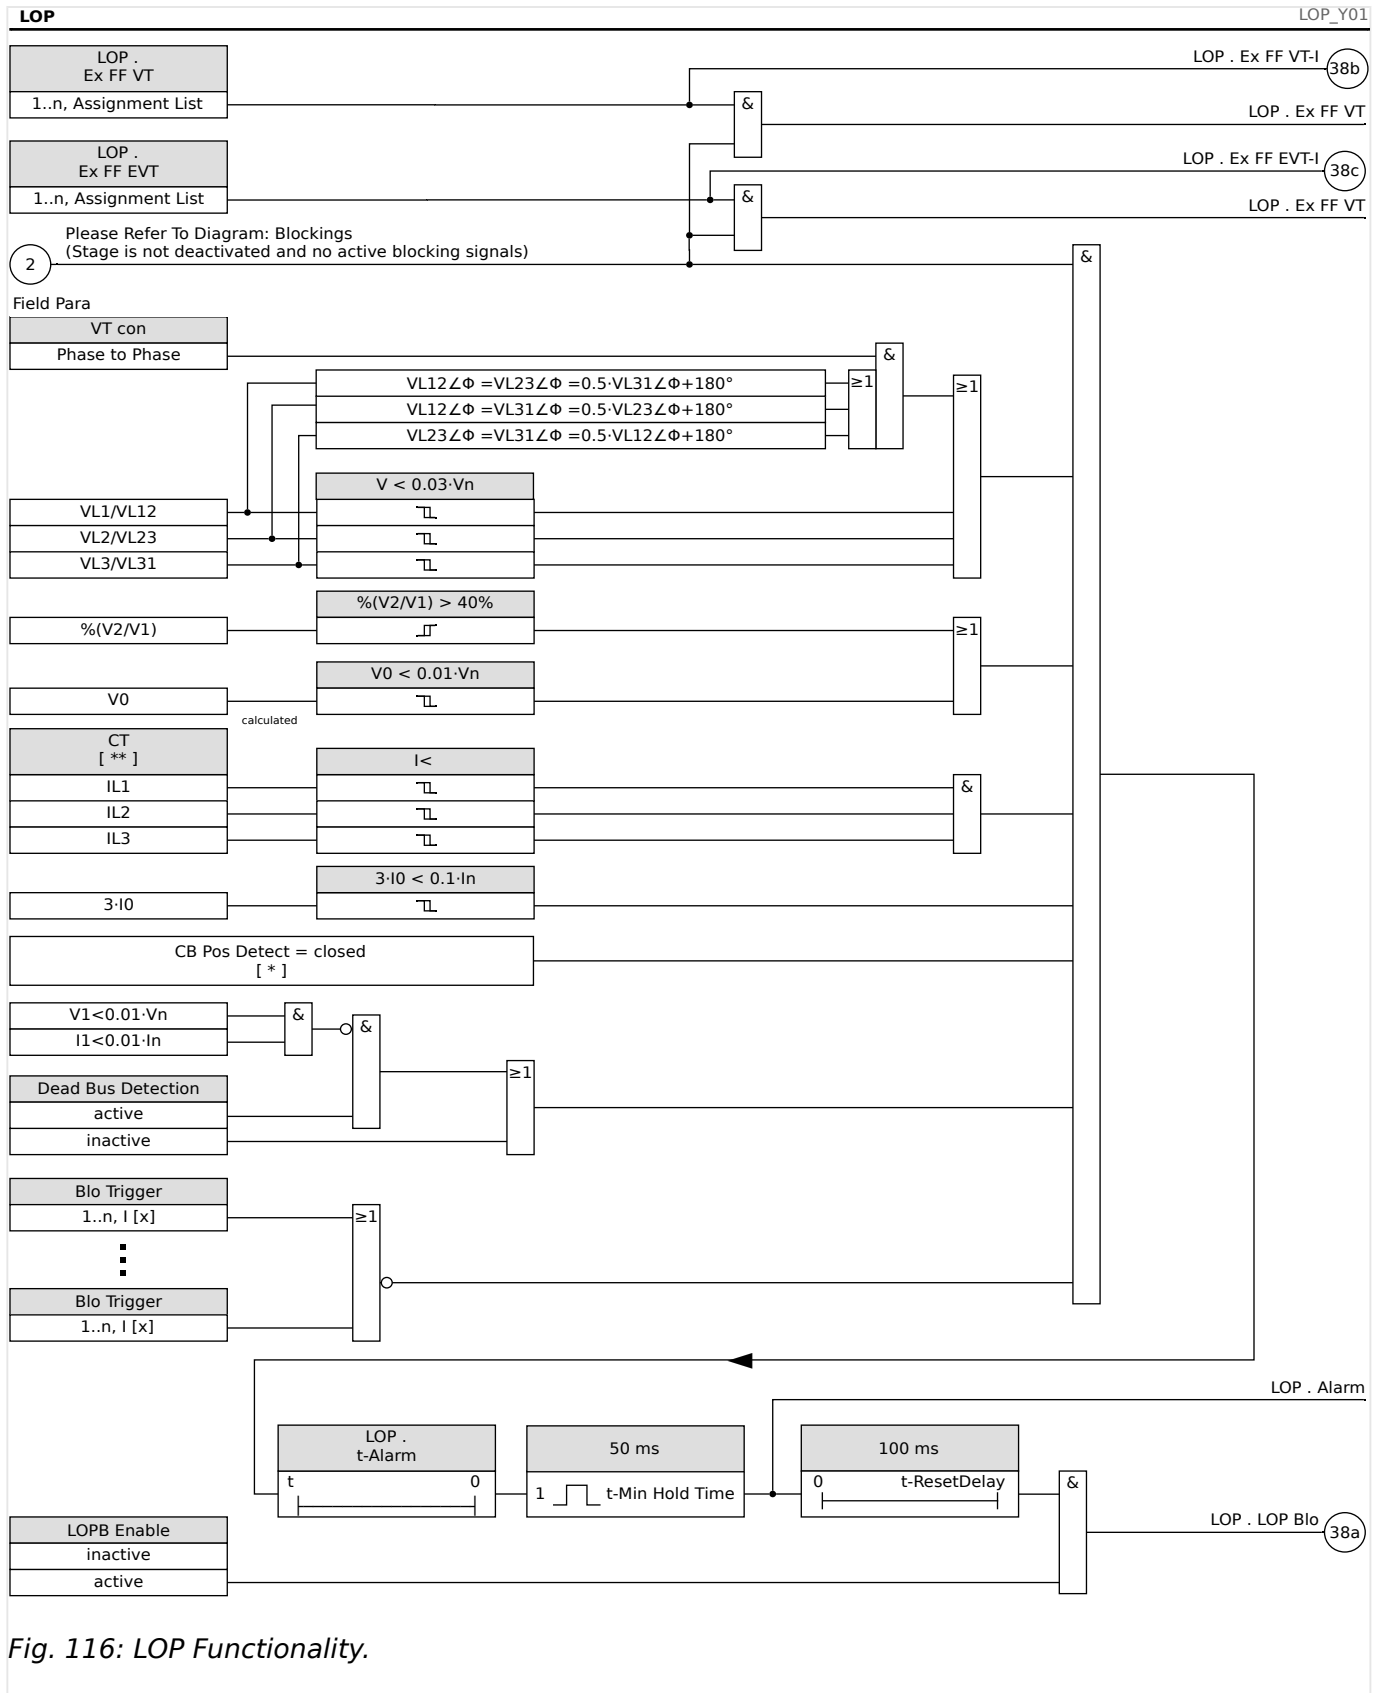 LOP
LOP_Y01
LOP .
Ex FF VT
1..n, Assignment List
LOP . Ex FF VT-I
38b
&
LOP . Ex FF VT
LOP .
Ex FF EVT
1..n, Assignment List
LOP . Ex FF EVT-I
38c
&
LOP . Ex FF VT
Please Refer To Diagram: Blockings
(Stage is not deactivated and no active blocking signals)
2
&
Field Para
VT con
Phase to Phase
&
VL12∠Φ =VL23∠Φ =0.5·VL31∠Φ+180°
≥1
≥1
VL12∠Φ =VL31∠Φ =0.5·VL23∠Φ+180°
VL23∠Φ =VL31∠Φ =0.5·VL12∠Φ+180°
V < 0.03·Vn
VL1/VL12
VL2/VL23
VL3/VL31
%(V2/V1) > 40%
%(V2/V1)
≥1
V0 < 0.01·Vn
V0
calculated
CT
[ ** ]
I<
IL1
&
IL2
IL3
3·I0 < 0.1·In
3·I0
CB Pos Detect = closed
[ * ]
V1<0.01·Vn
&
&
I1<0.01·In
≥1
Dead Bus Detection
active
inactive
Blo Trigger
1..n, I [x]
≥1
Blo Trigger
1..n, I [x]
LOP . Alarm
LOP .
t-Alarm
t 0
50 ms
1 t-Min Hold Time
100 ms
0 t-ResetDelay
&
LOPB Enable
inactive
active
LOP . LOP Blo
38a
Fig. 116: LOP Functionality.